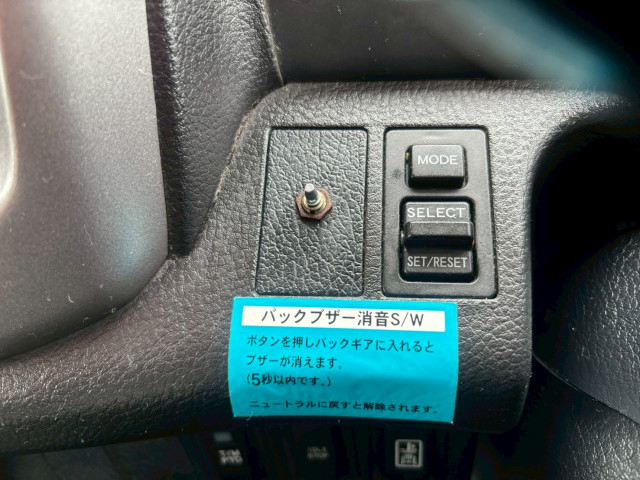 MODE
SELECT
SET/RESET
バックブザー消音S/W
ボタンを押しバックギアに入れると
ブザーが消えます。
(5秒以内です。)
ニュートラルに戻すと解除されます。